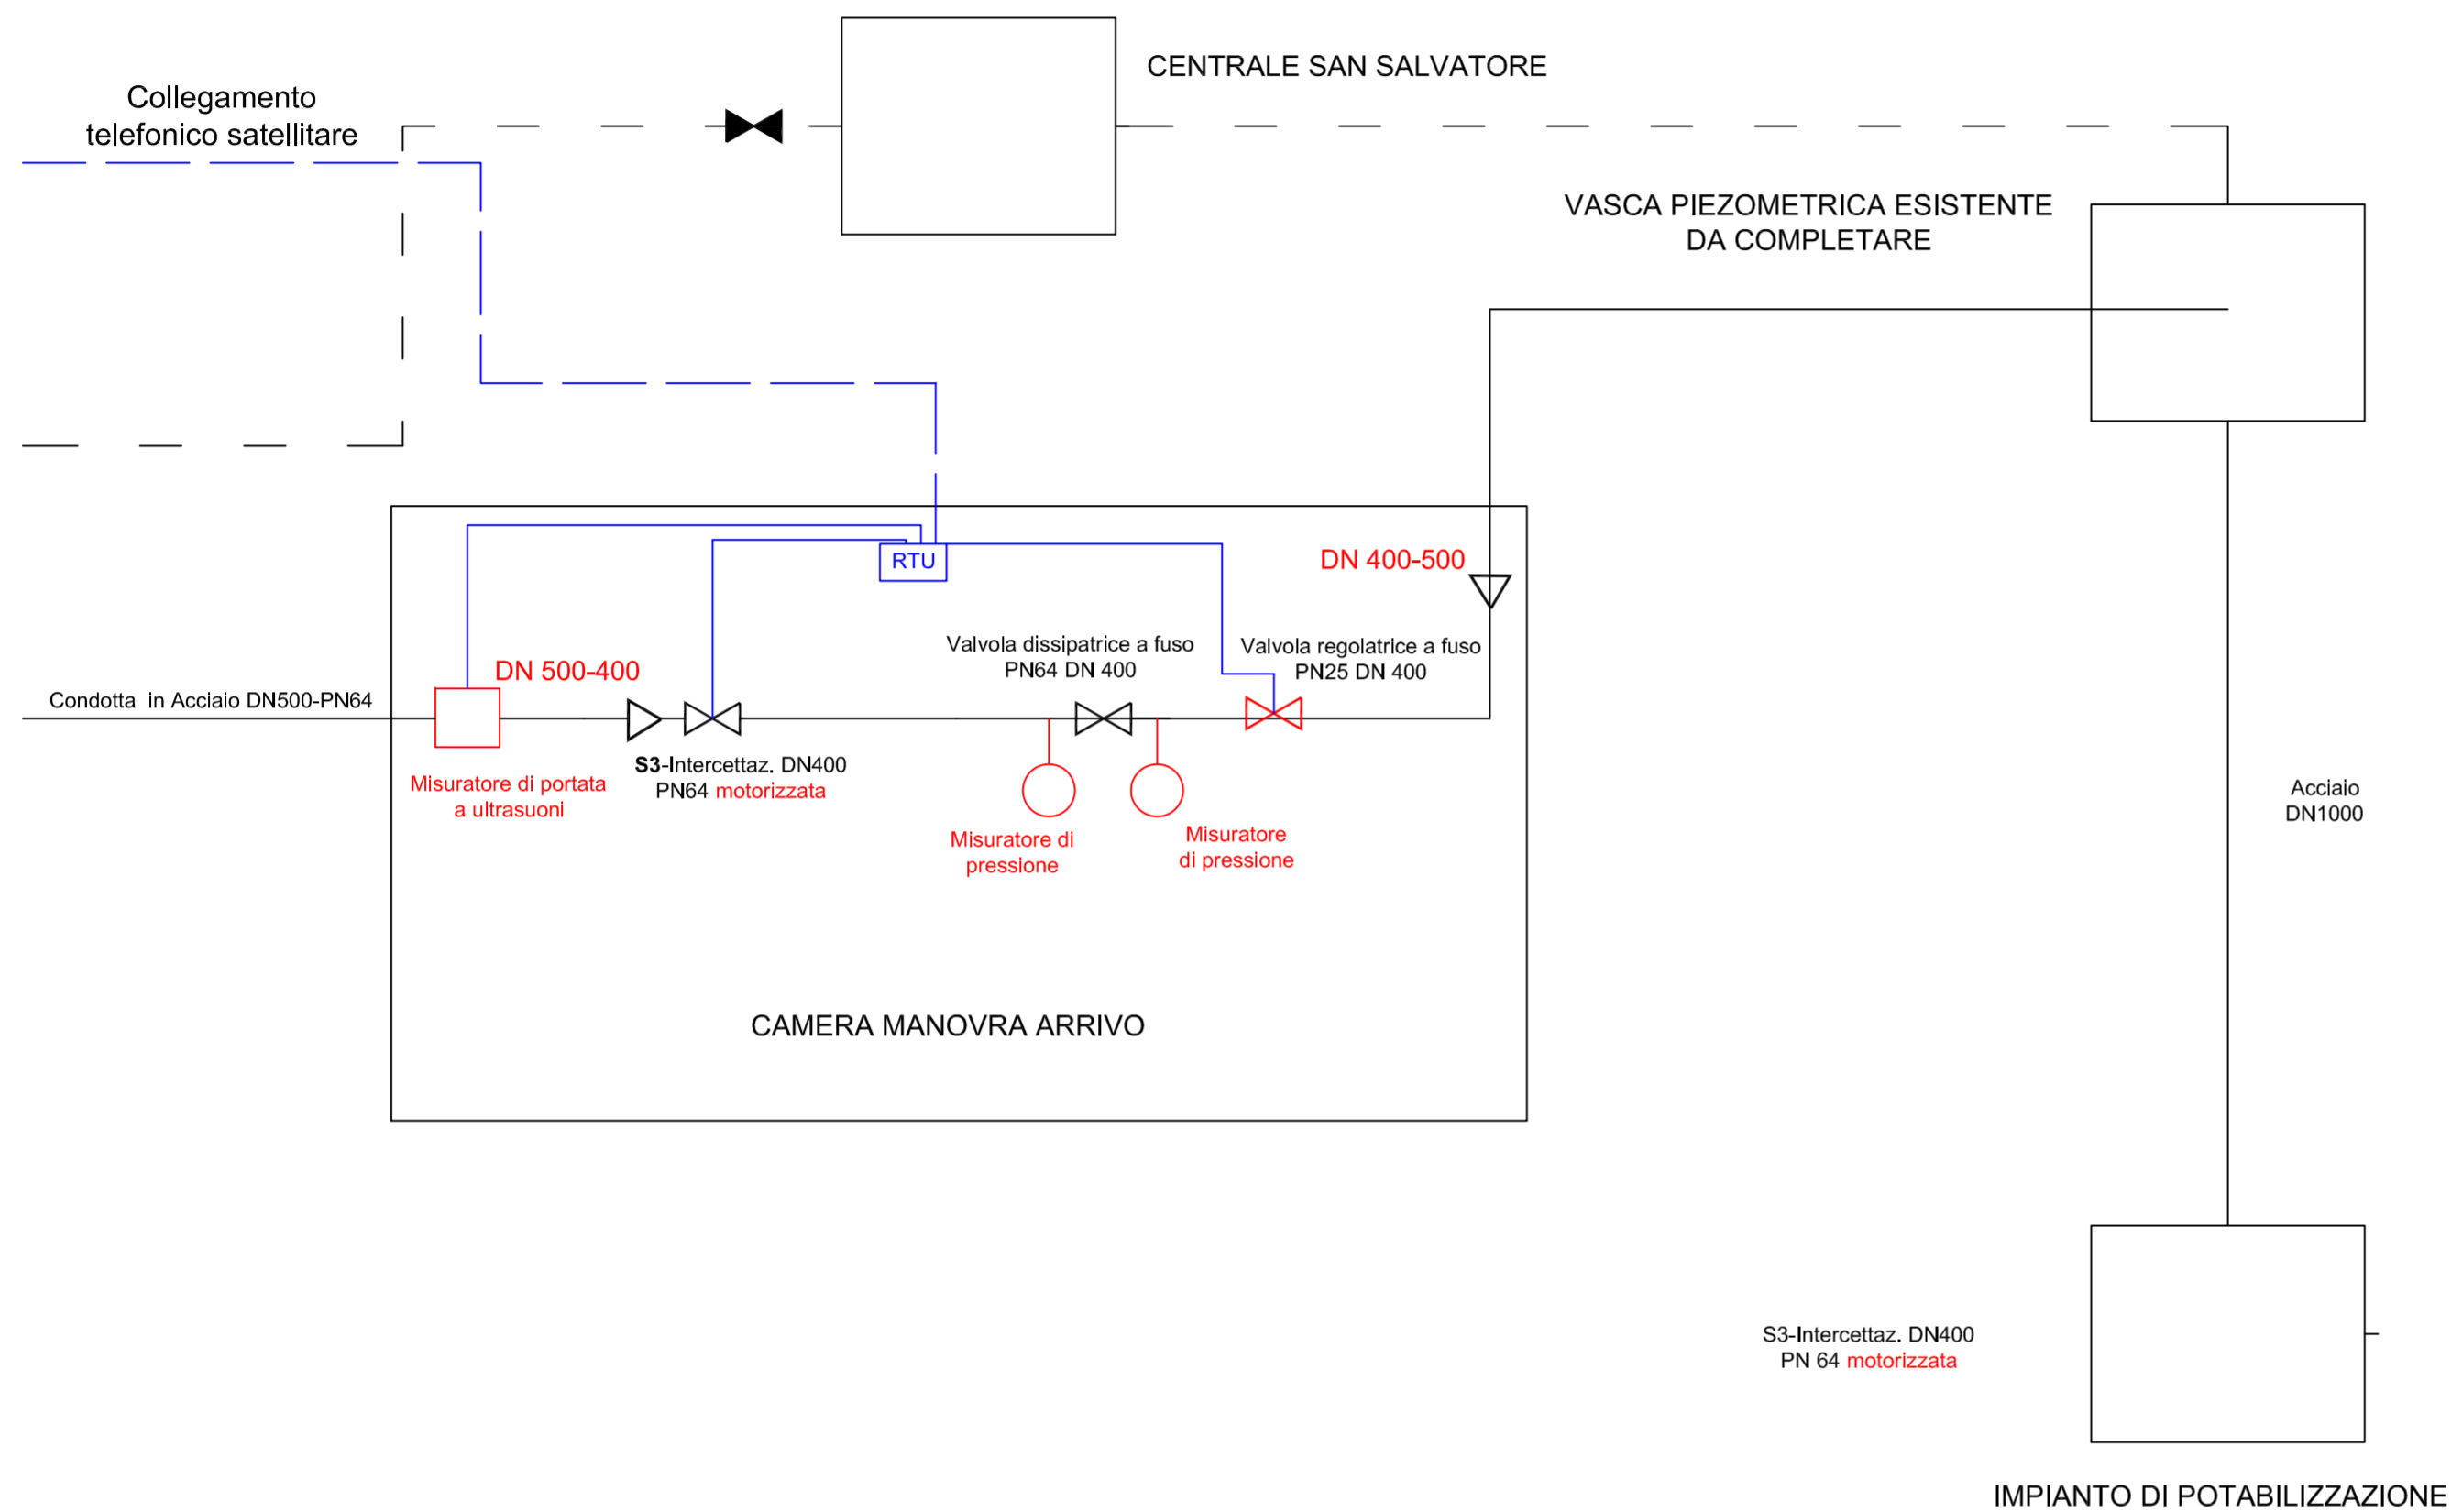 CENTRALE SAN SALVATORE
Collegamento
telefonico satellitare
VASCA PIEZOMETRICA ESISTENTE
DA COMPLETARE
RTU
DN 400-500
Valvola dissipatrice a fuso
PN64 DN 400
Valvola regolatrice a fuso
PN25 DN 400
DN 500-400
Condotta in Acciaio DN500-PN64
S3-Intercettaz. DN400
PN64 motorizzata
Misuratore di portata
a ultrasuoni
Misuratore di
pressione
Misuratore
di pressione
Acciaio
DN1000
CAMERA MANOVRA ARRIVO
S3-Intercettaz. DN400
PN 64 motorizzata
IMPIANTO DI POTABILIZZAZIONE